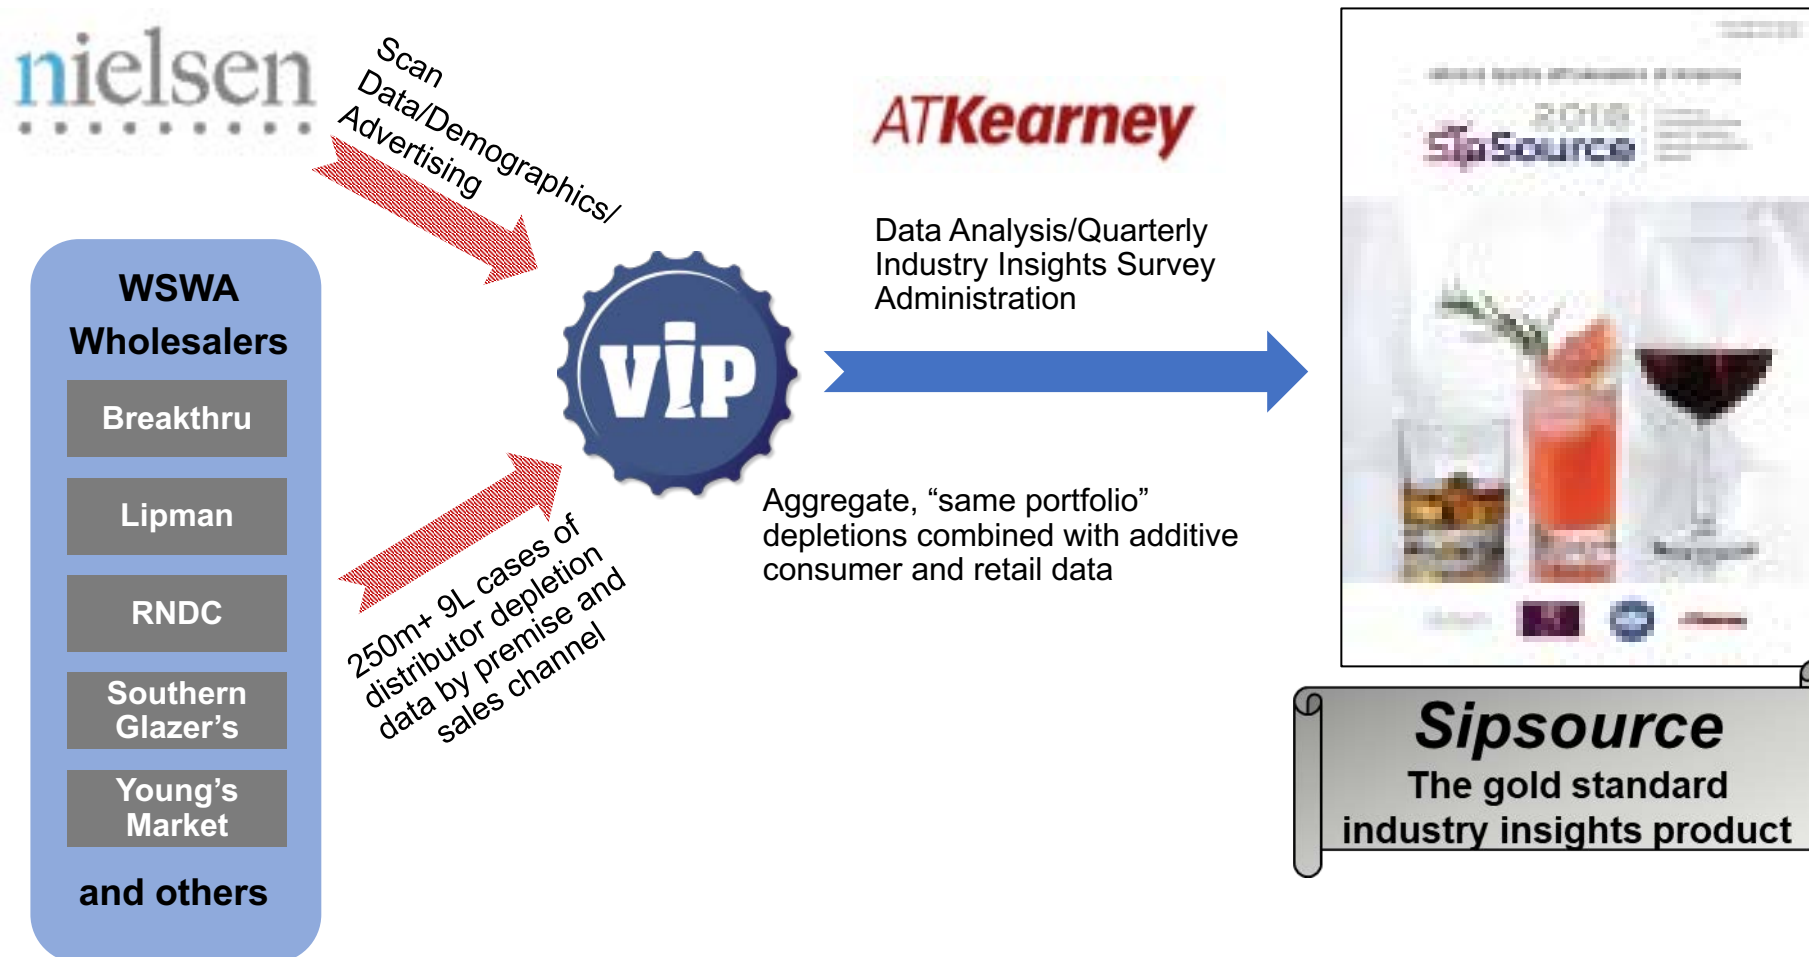 nielsen
Scan
Data/Demographics/
Advertising
WSWA
Wholesalers
Breakthru
Lipman
RNDC
Southern
Glazer’s
Young’s
Market
and others
250m+ 9L cases of
distributor depletion
data by premise and
sales channel
VIP
ATKearney
Data Analysis/Quarterly
Industry Insights Survey
Administration
Aggregate, “same portfolio”
depletions combined with additive
consumer and retail data
2018
SipSource
Sipsource
The gold standard
industry insights product